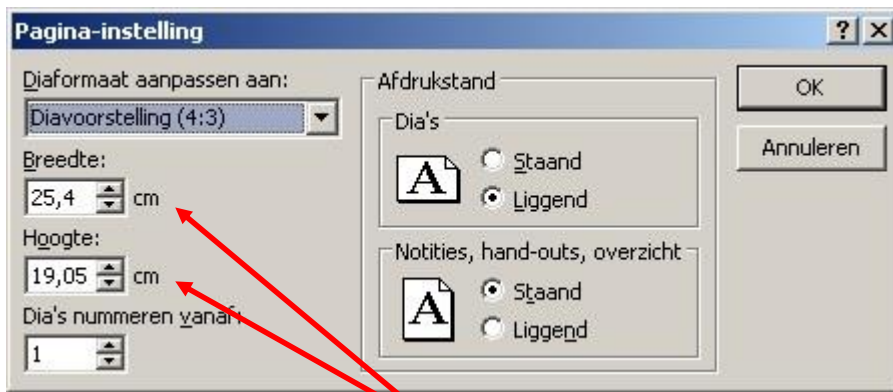 Pagina-instelling
Diaformaat aanpassen aan:
Diavoorstelling (4:3)
Breedte:
25,4 cm
Hoogte:
19,05 cm
Dia's nummeren vanaf:
1
Afdrukstand
Dia's
A
Staand
Liggend
Notities, hand-outs, overzicht
A
Staand
Liggend
?
OK
Annuleren